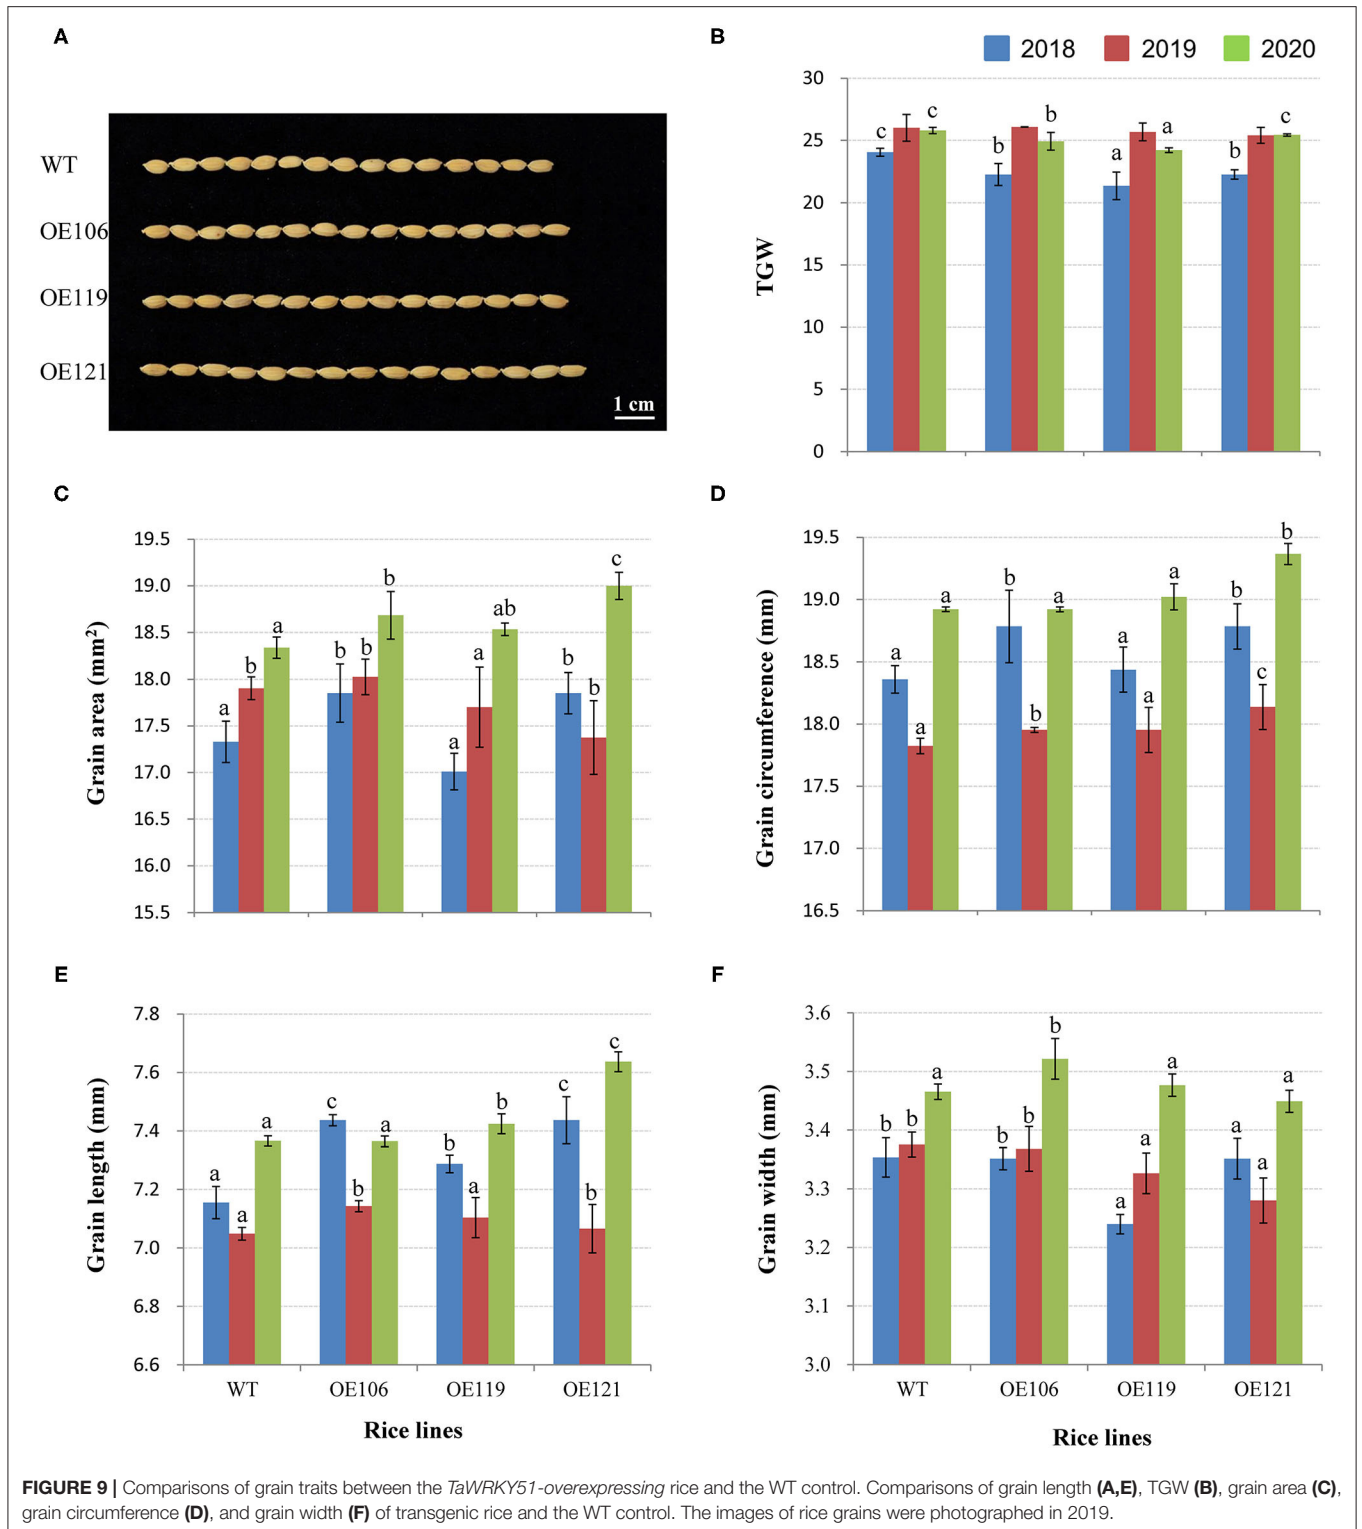 A
WT
OE106
OE119
OE121
1 cm
B
2018 2019 2020
TGW
30
25
20
15
10
5
0
c c
b b
a a
b c
C
Grain area (mm²)
19.5
19.0
18.5
18.0
17.5
17.0
16.5
16.0
15.5
a b a
b b b
a a ab
b b c
D
Grain circumference (mm)
19.5
19.0
18.5
18.0
17.5
17.0
16.5
a a a
b b a
a a a
b c b
E
Grain length (mm)
7.8
7.6
7.4
7.2
7.0
6.8
6.6
a a a
c b a
b a b
c b c
WT OE106 OE119 OE121
Rice lines
F
Grain width (mm)
3.6
3.5
3.4
3.3
3.2
3.1
3.0
b b a
b b b
a a a
a a a
WT OE106 OE119 OE121
Rice lines
FIGURE 9 | Comparisons of grain traits between the TaWRKY51-overexpressing rice and the WT control. Comparisons of grain length (A,E), TGW (B), grain area (C),
grain circumference (D), and grain width (F) of transgenic rice and the WT control. The images of rice grains were photographed in 2019.